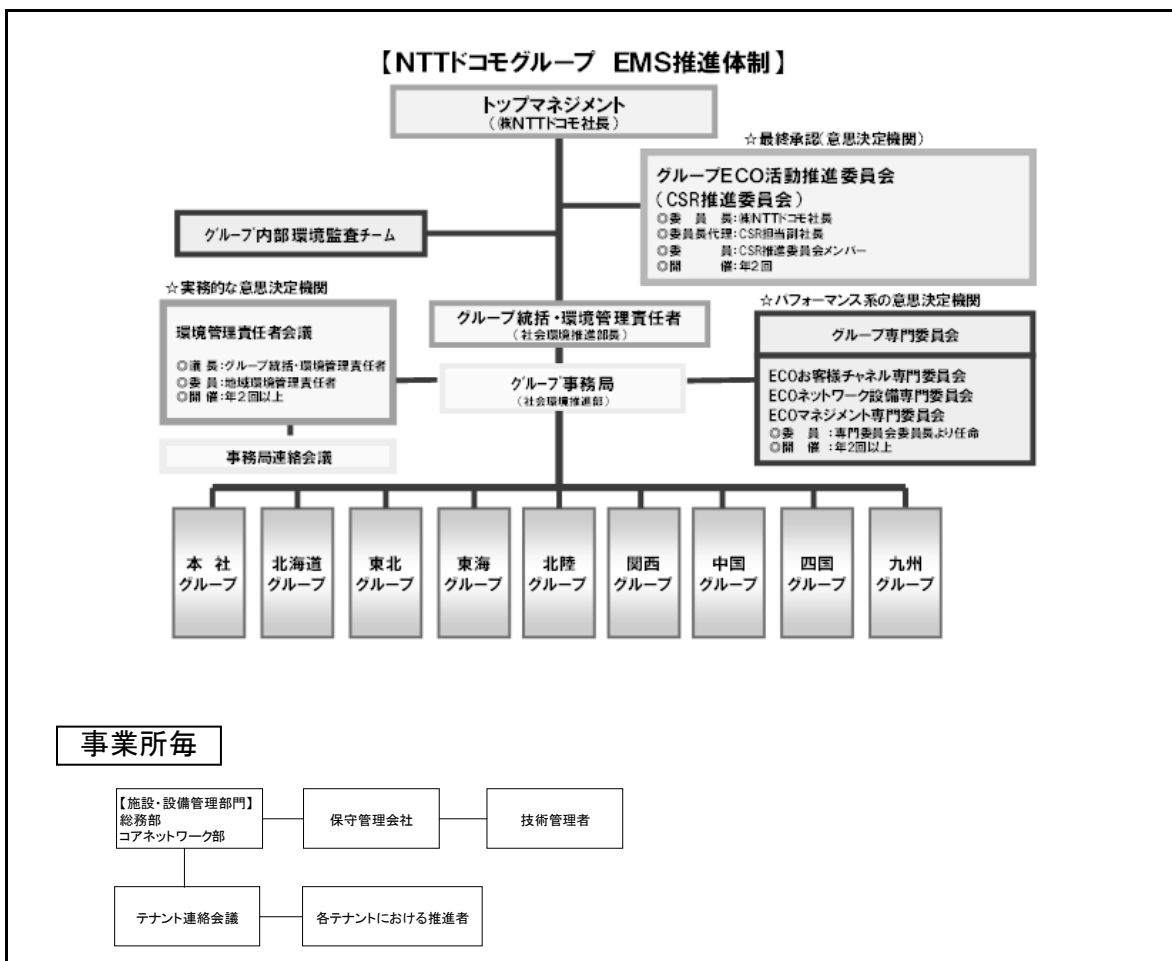 【NTTドコモグループ　EMS推進体制】
トップマネジメント
(㈱NTTドコモ社長)
☆最終承認(意思決定機関)
グループECO活動推進委員会
(CSR推進委員会)
◎委　員　長:㈱NTTドコモ社長
◎委員長代理:CSR担当副社長
◎委　　　員:CSR推進委員会メンバー
◎開　　　催:年2回
グループ内部環境監査チーム
☆実務的な意思決定機関
環境管理責任者会議
◎議 長:グループ統括・環境管理責任者
◎委 員:地域環境管理責任者
◎開 催:年2回以上
事務局連絡会議
グループ統括・環境管理責任者
(社会環境推進部長)
グループ事務局
(社会環境推進部)
☆パフォーマンス系の意思決定機関
グループ専門委員会
ECOお客様チャネル専門委員会
ECOネットワーク設備専門委員会
ECOマネジメント専門委員会
◎委　員 :専門委員会委員長より任命
◎開　催 :年2回以上
本 社
グループ
北海道
グループ
東北
グループ
東海
グループ
北陸
グループ
関西
グループ
中国
グループ
四国
グループ
九州
グループ
事業所毎
【施設・設備管理部門】
総務部
コアネットワーク部
保守管理会社
技術管理者
テナント連絡会議
各テナントにおける推進者